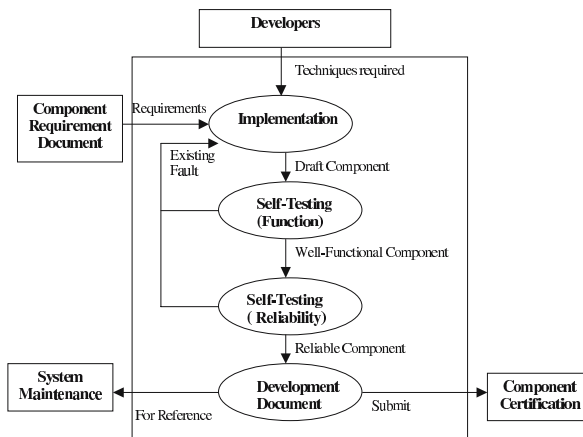 Developers
Techniques required
Component
Requirement
Document
Requirements
Implementation
Existing
Fault
Draft Component
Self-Testing
(Function)
Well-Functional Component
Self-Testing
( Reliability)
Reliable Component
System
Maintenance
Development
Document
Component
Certification
For Reference
Submit